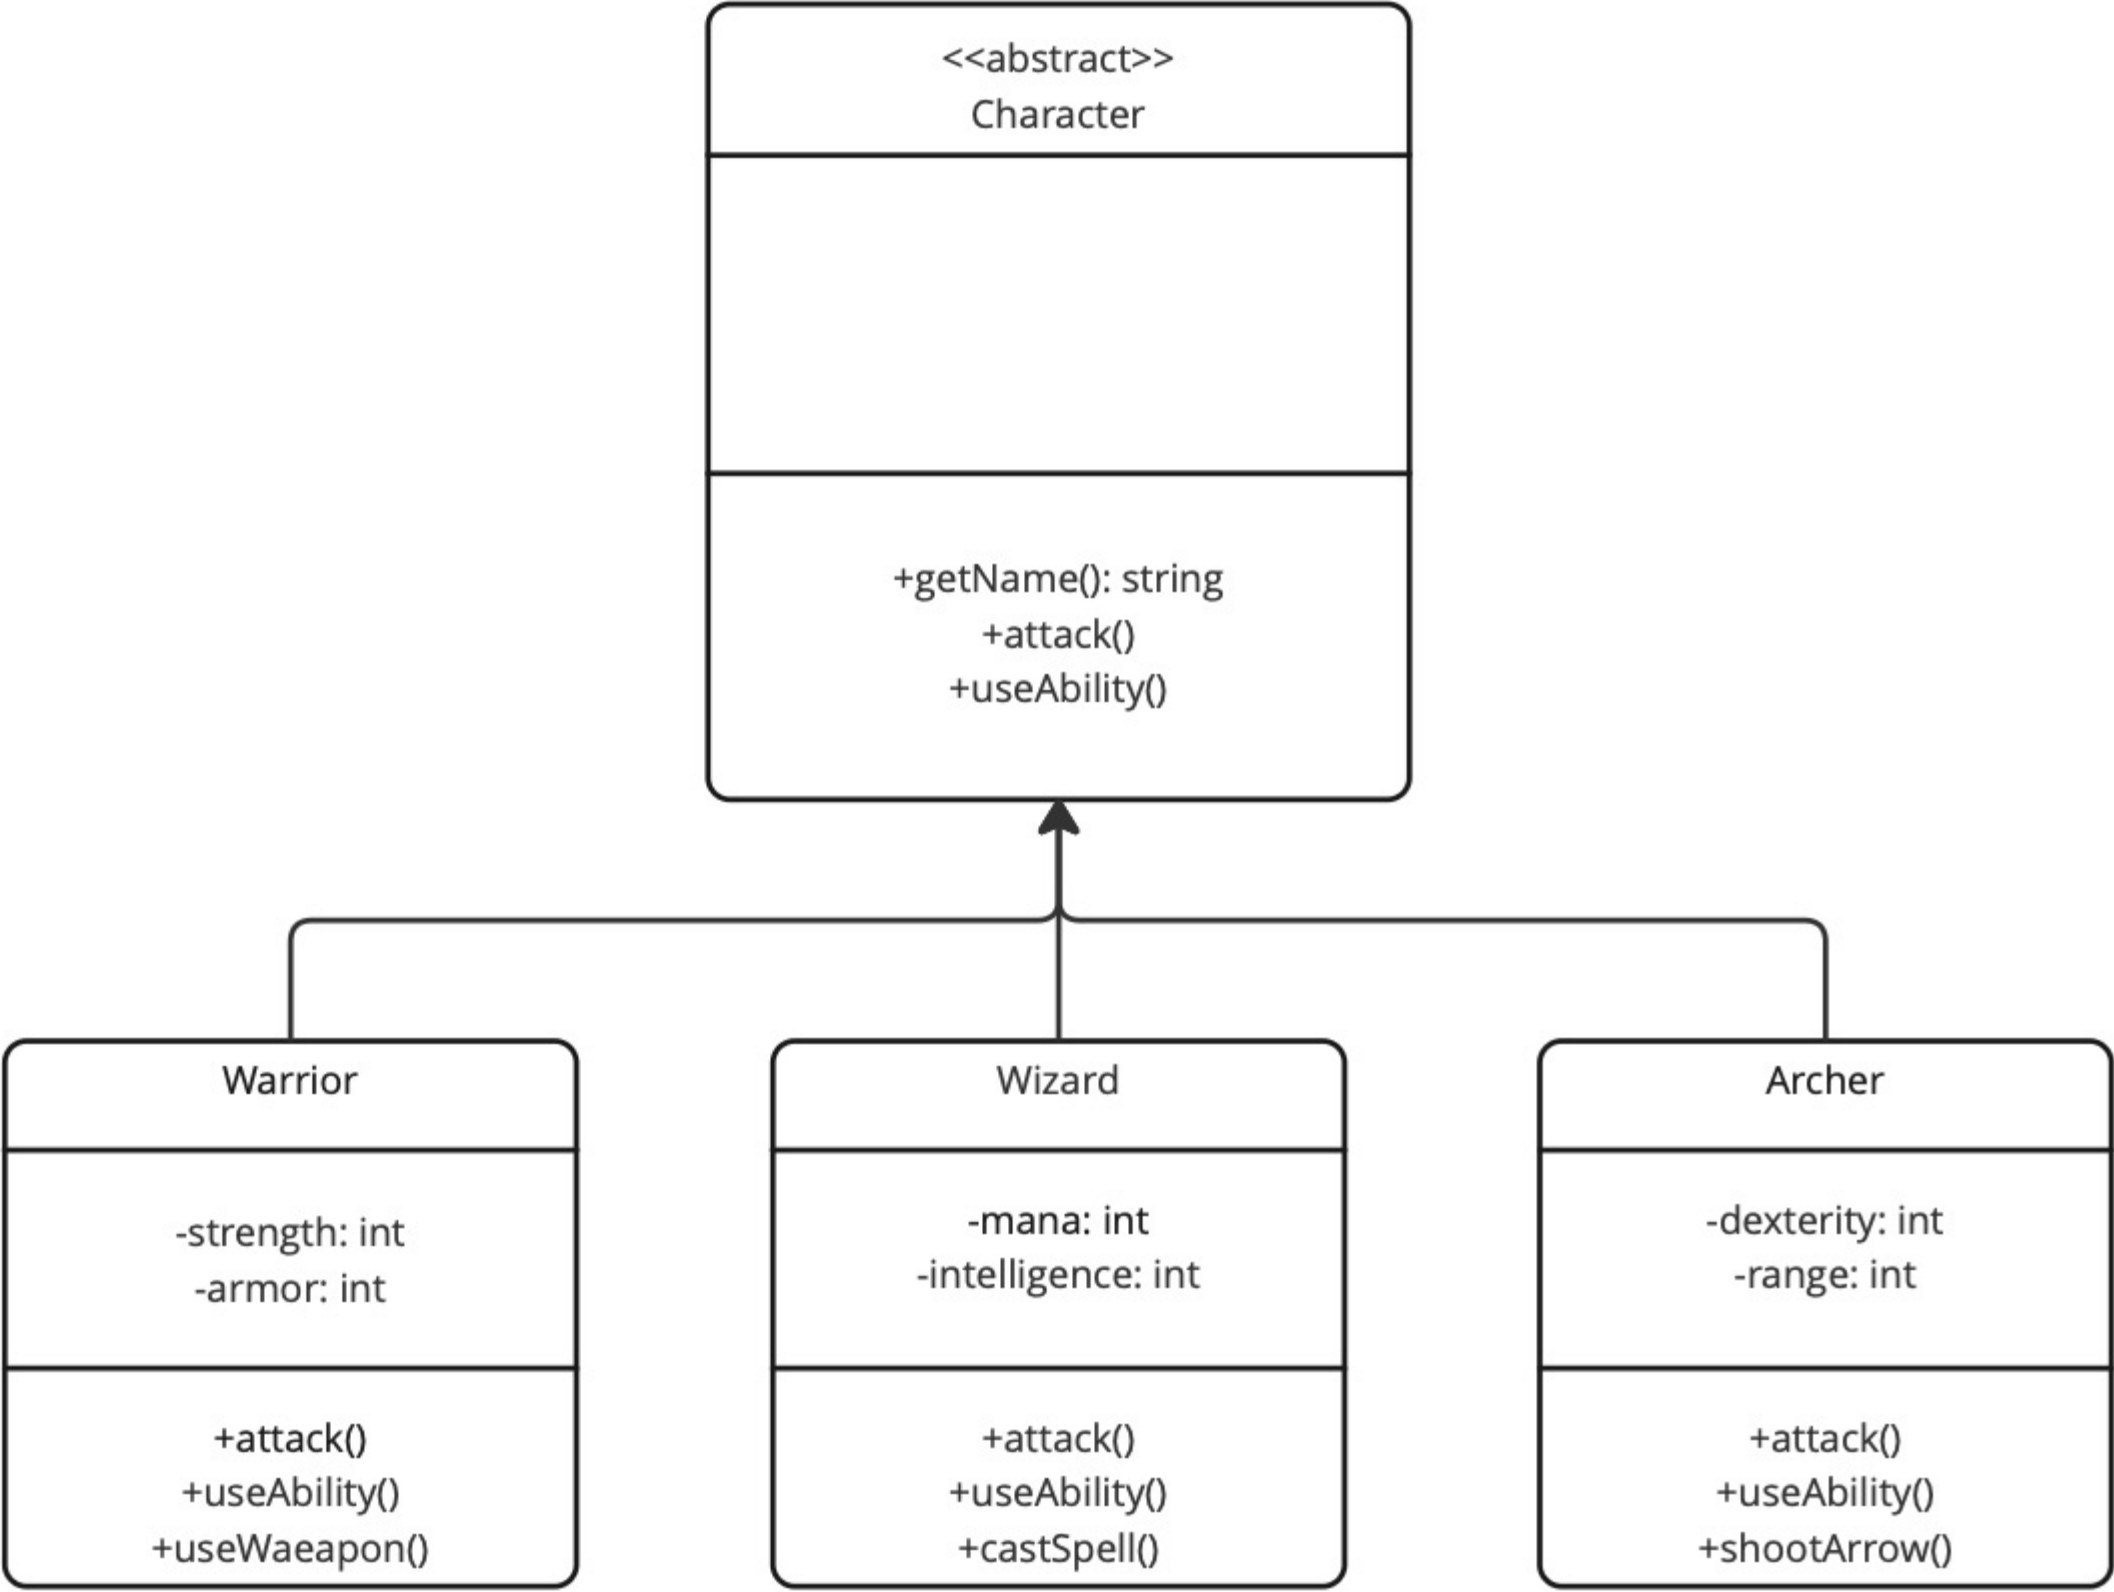 <<abstract>>
Character
+getName(): string
+attack()
+useAbility()
Warrior
-strength: int
-armor: int
+attack()
+useAbility()
+useWaeapon()
Wizard
-mana: int
-intelligence: int
+attack()
+useAbility()
+castSpell()
Archer
-dexterity: int
-range: int
+attack()
+useAbility()
+shootArrow()